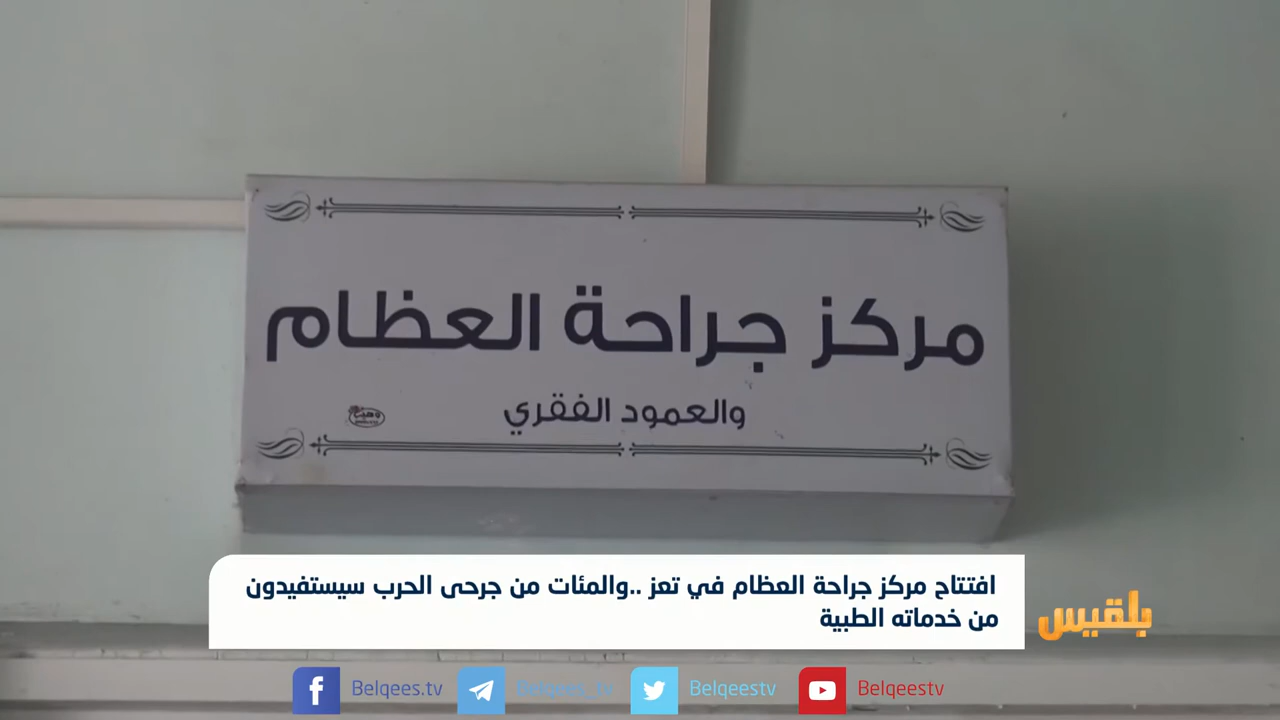 مركز جراحة العظام
والعمود الفقري
وهيب
افتتاح مركز جراحة العظام في تعز ..والمئات من جرحى الحرب سيستفيدون
من خدماته الطبية
بلقيس
Belqees.tv
Belqees_tv
Belqeestv
Belqeestv